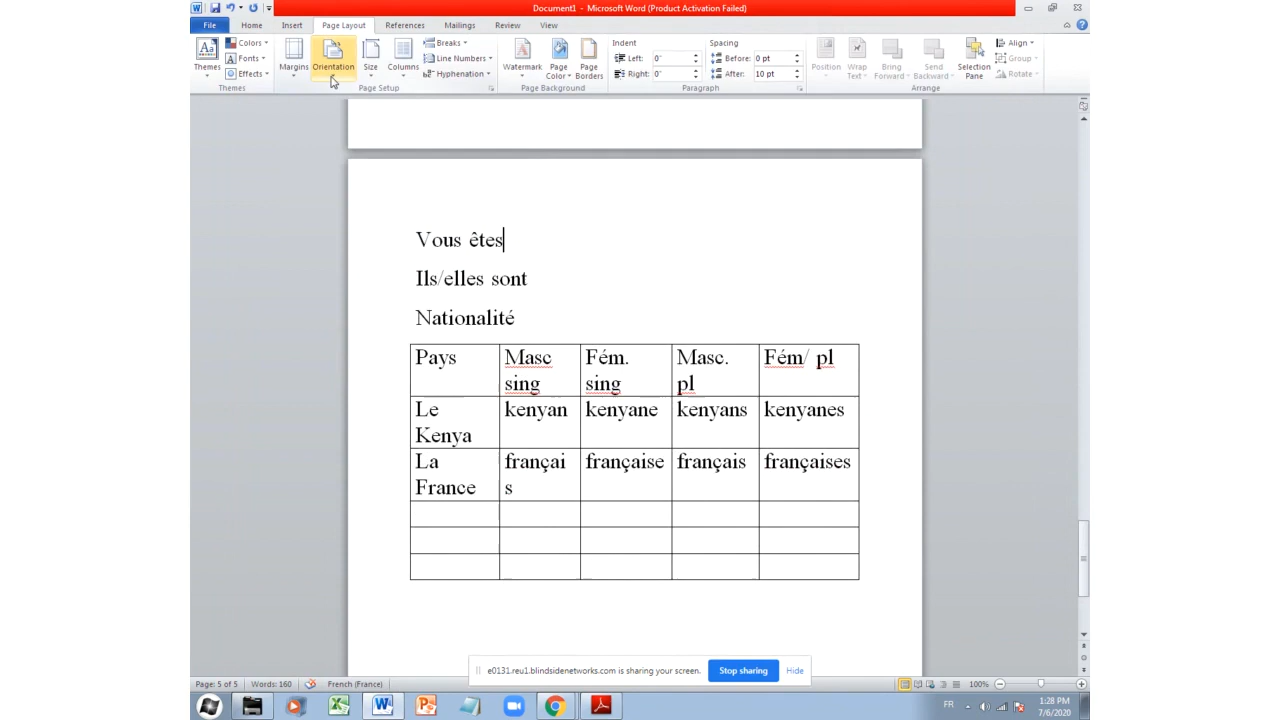 Document1 - Microsoft Word (Product Activation Failed)
File Home Insert Page Layout References Mailings Review View
Themes Colors Fonts Effects Margins Orientation Size Columns Breaks Line Numbers Hyphenation Watermark Page Color Page Borders Indent Left: 0" Right: 0" Spacing Before: 0 pt After: 10 pt Position Wrap Text Bring Forward Send Backward Selection Pane Align Group Rotate
Themes Page Setup Page Background Paragraph Arrange
Vous êtes
Ils/elles sont
Nationalité
Pays Masc sing Fém. sing Masc. pl Fém/ pl
Le Kenya kenyan kenyane kenyans kenyanes
La France françai s française français françaises
e0131.reu1.blindsidenetworks.com is sharing your screen. Stop sharing Hide
Page: 5 of 5 Words: 160 French (France) 100%
FR 1:28 PM
7/6/2020